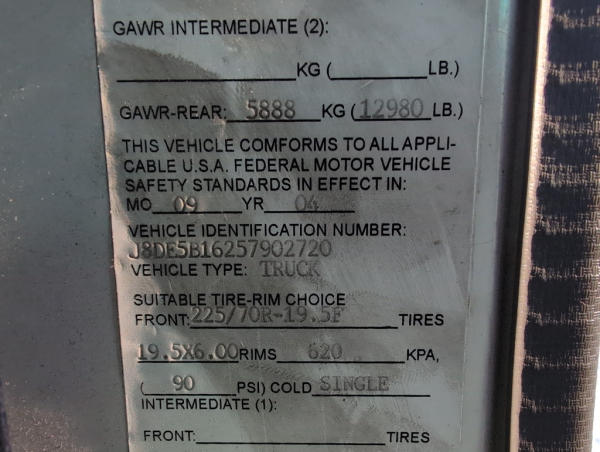 GAWR INTERMEDIATE (2):
KG ( LB.)
GAWR-REAR: 5888 KG (12980 LB.)
THIS VEHICLE COMFORMS TO ALL APPLI-
CABLE U.S.A. FEDERAL MOTOR VEHICLE
SAFETY STANDARDS IN EFFECT IN:
MO 09 YR 04
VEHICLE IDENTIFICATION NUMBER:
J8DE5B16257902720
VEHICLE TYPE: TRUCK
SUITABLE TIRE-RIM CHOICE
FRONT: 225/70R-19.5F TIRES
19.5X6.00 RIMS 620 KPA,
( 90 PSI) COLD SINGLE
INTERMEDIATE (1):
FRONT: TIRES